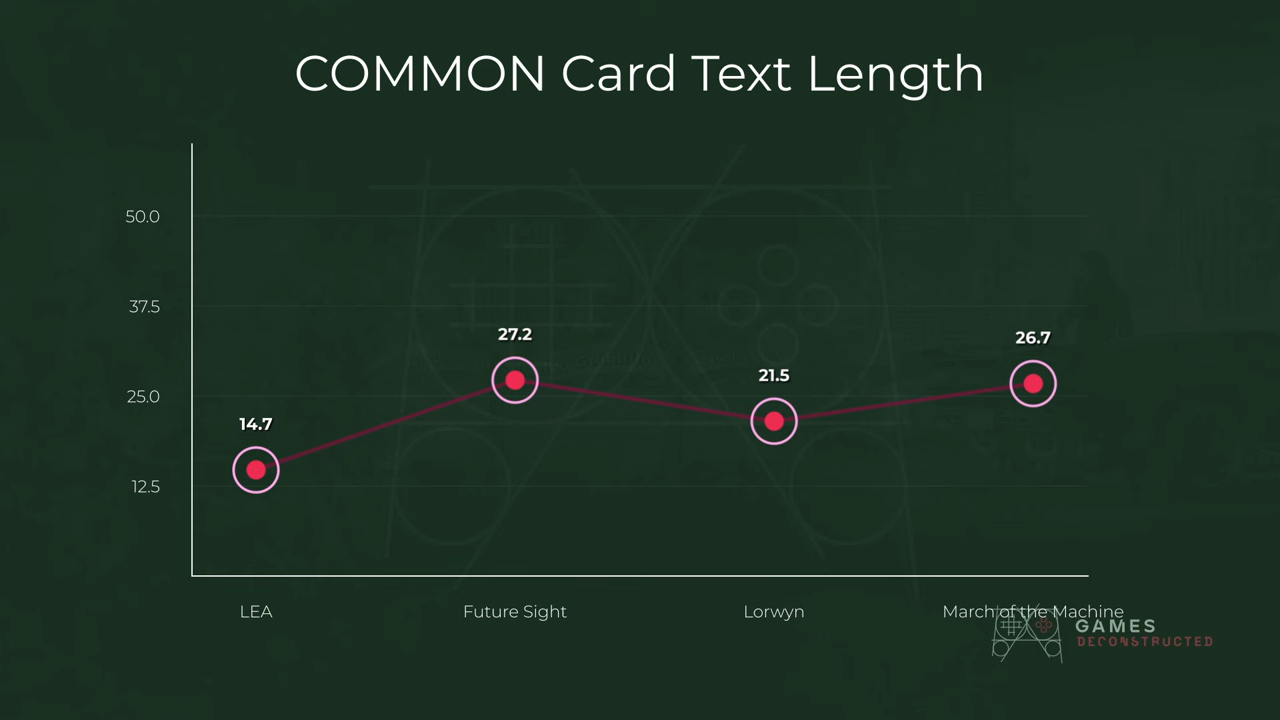 COMMON Card Text Length
50.0
37.5
25.0
12.5
14.7
27.2
21.5
26.7
LEA
Future Sight
Lorwyn
March of the Machine
GAMES
DECONSTRUCTED